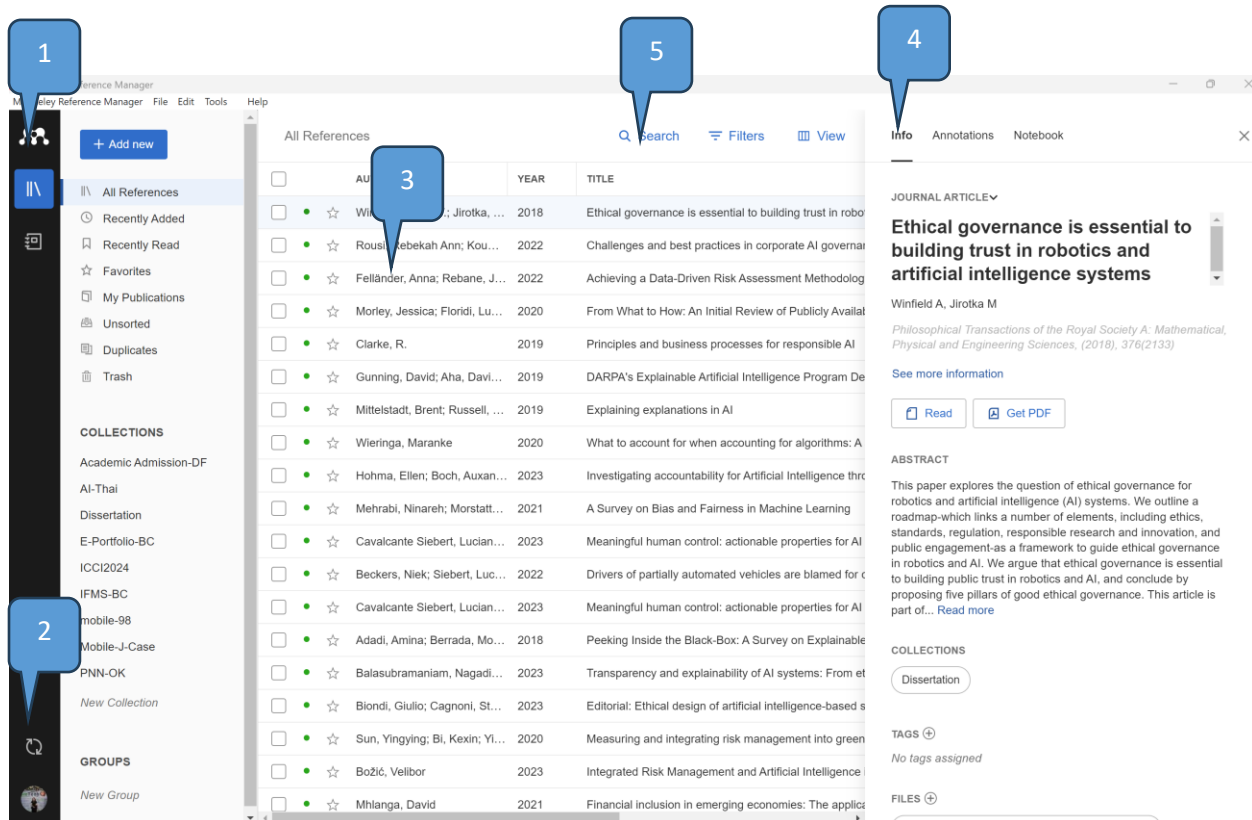 1
2
3
4
5
erence Manager
M eley Reference Manager File Edit Tools Help
+ Add new
All References
Recently Added
Recently Read
Favorites
My Publications
Unsorted
Duplicates
Trash
COLLECTIONS
Academic Admission-DF
AI-Thai
Dissertation
E-Portfolio-BC
ICCI2024
IFMS-BC
mobile-98
Mobile-J-Case
PNN-OK
New Collection
GROUPS
New Group
All References Search Filters View
AU YEAR TITLE
Wi ; Jirotka, ... 2018 Ethical governance is essential to building trust in robo
Rousi, Rebekah Ann; Kou... 2022 Challenges and best practices in corporate AI governa
Felländer, Anna; Rebane, J... 2022 Achieving a Data-Driven Risk Assessment Methodolog
Morley, Jessica; Floridi, Lu... 2020 From What to How: An Initial Review of Publicly Availa
Clarke, R. 2019 Principles and business processes for responsible AI
Gunning, David; Aha, Davi... 2019 DARPA's Explainable Artificial Intelligence Program De
Mittelstadt, Brent; Russell, ... 2019 Explaining explanations in AI
Wieringa, Maranke 2020 What to account for when accounting for algorithms: A
Hohma, Ellen; Boch, Auxan... 2023 Investigating accountability for Artificial Intelligence thro
Mehrabi, Ninareh; Morstatt... 2021 A Survey on Bias and Fairness in Machine Learning
Cavalcante Siebert, Lucian... 2023 Meaningful human control: actionable properties for AI
Beckers, Niek; Siebert, Luc... 2022 Drivers of partially automated vehicles are blamed for c
Cavalcante Siebert, Lucian... 2023 Meaningful human control: actionable properties for AI
Adadi, Amina; Berrada, Mo... 2018 Peeking Inside the Black-Box: A Survey on Explainable
Balasubramaniam, Nagadi... 2023 Transparency and explainability of AI systems: From et
Biondi, Giulio; Cagnoni, St... 2023 Editorial: Ethical design of artificial intelligence-based s
Sun, Yingying; Bi, Kexin; Yi... 2020 Measuring and integrating risk management into green
Božić, Velibor 2023 Integrated Risk Management and Artificial Intelligence i
Mhlanga, David 2021 Financial inclusion in emerging economies: The applica
Info Annotations Notebook
JOURNAL ARTICLE
Ethical governance is essential to
building trust in robotics and
artificial intelligence systems
Winfield A, Jirotka M
Philosophical Transactions of the Royal Society A: Mathematical,
Physical and Engineering Sciences, (2018), 376(2133)
See more information
Read Get PDF
ABSTRACT
This paper explores the question of ethical governance for
robotics and artificial intelligence (AI) systems. We outline a
roadmap-which links a number of elements, including ethics,
standards, regulation, responsible research and innovation, and
public engagement-as a framework to guide ethical governance
in robotics and AI. We argue that ethical governance is essential
to building public trust in robotics and AI, and conclude by
proposing five pillars of good ethical governance. This article is
part of... Read more
COLLECTIONS
Dissertation
TAGS
No tags assigned
FILES